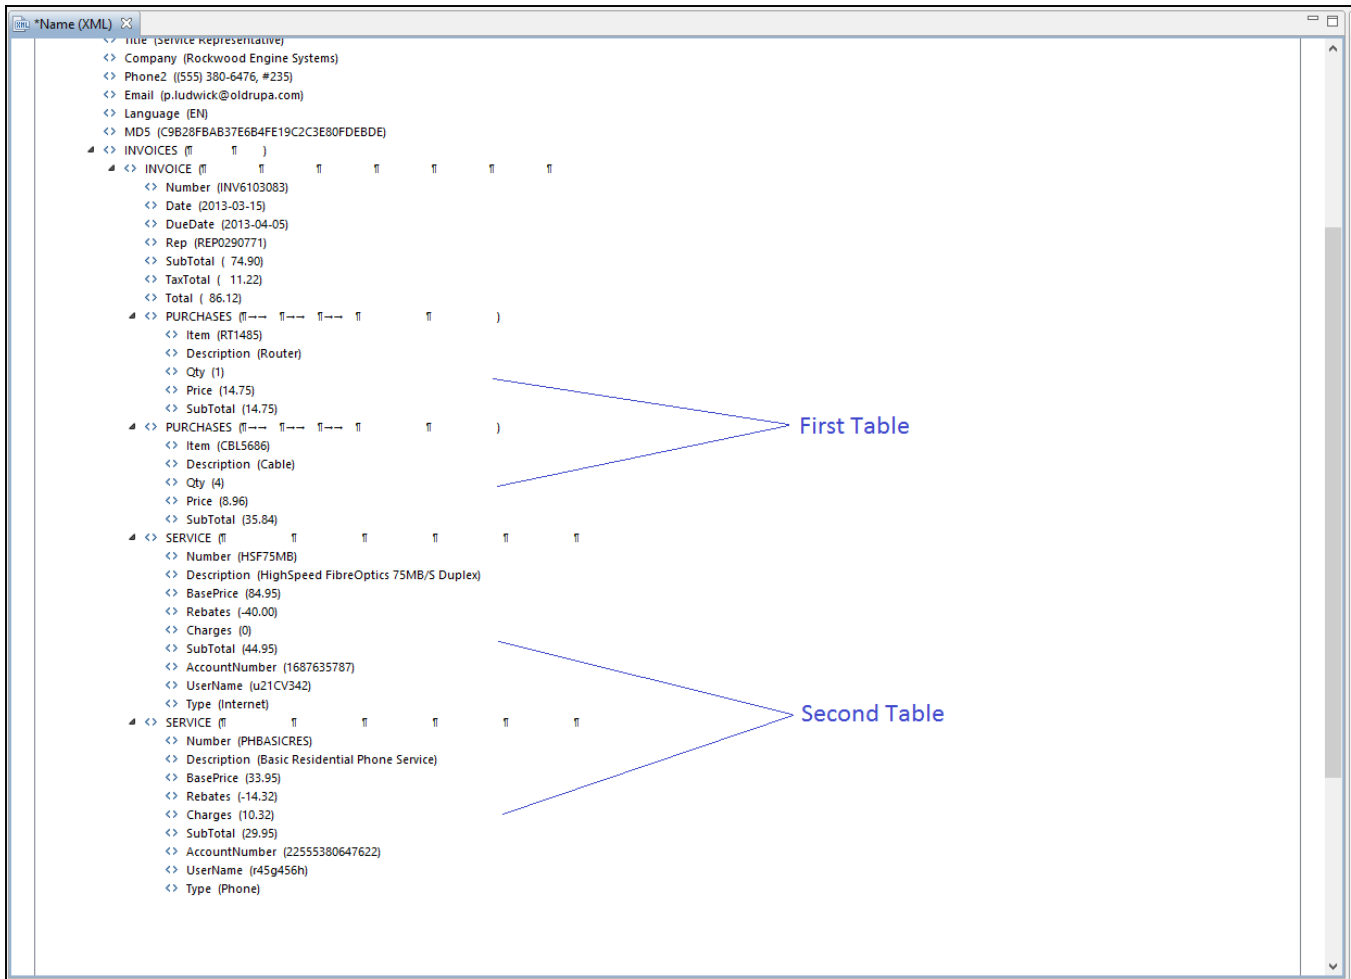 *Name (XML)
Title (Service Representative)
Company (Rockwood Engine Systems)
Phone2 ((555) 380-6476, #235)
Email (p.ludwick@oldrupa.com)
Language (EN)
MD5 (C9B28FBAB37E6B4FE19C2C3E80FDEBDE)
INVOICES (¶ ¶ )
INVOICE (¶ ¶ ¶ ¶ ¶ ¶ ¶
Number (INV6103083)
Date (2013-03-15)
DueDate (2013-04-05)
Rep (REP0290771)
SubTotal ( 74.90)
TaxTotal ( 11.22)
Total ( 86.12)
PURCHASES (¶→→ ¶→→ ¶→→ ¶ ¶ )
Item (RT1485)
Description (Router)
Qty (1)
Price (14.75)
SubTotal (14.75)
PURCHASES (¶→→ ¶→→ ¶→→ ¶ ¶ )
First Table
Item (CBL5686)
Description (Cable)
Qty (4)
Price (8.96)
SubTotal (35.84)
SERVICE (¶ ¶ ¶ ¶ ¶ ¶
Number (HSF75MB)
Description (HighSpeed FibreOptics 75MB/S Duplex)
BasePrice (84.95)
Rebates (-40.00)
Charges (0)
SubTotal (44.95)
AccountNumber (1687635787)
UserName (u21CV342)
Type (Internet)
Second Table
SERVICE (¶ ¶ ¶ ¶ ¶ ¶
Number (PHBASICRES)
Description (Basic Residential Phone Service)
BasePrice (33.95)
Rebates (-14.32)
Charges (10.32)
SubTotal (29.95)
AccountNumber (22555380647622)
UserName (r45g456h)
Type (Phone)